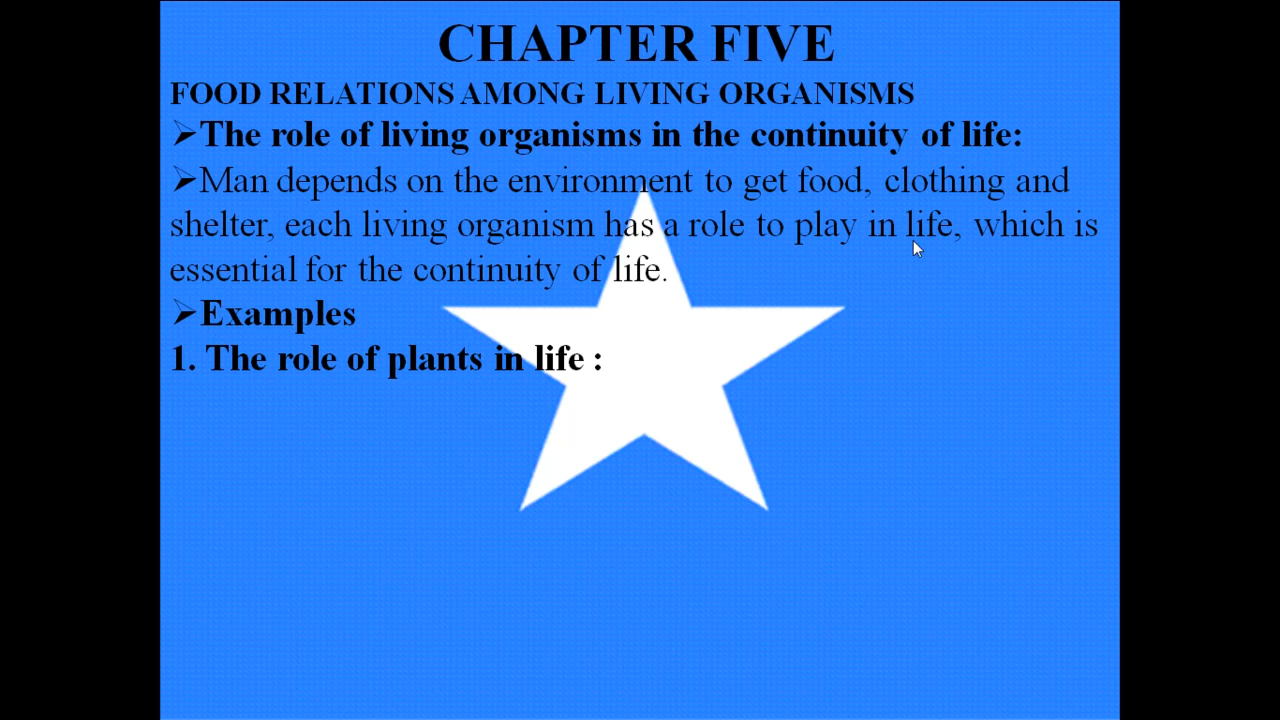 CHAPTER FIVE
FOOD RELATIONS AMONG LIVING ORGANISMS
➢The role of living organisms in the continuity of life:
➢Man depends on the environment to get food, clothing and
shelter, each living organism has a role to play in life, which is
essential for the continuity of life.
➢Examples
1. The role of plants in life :